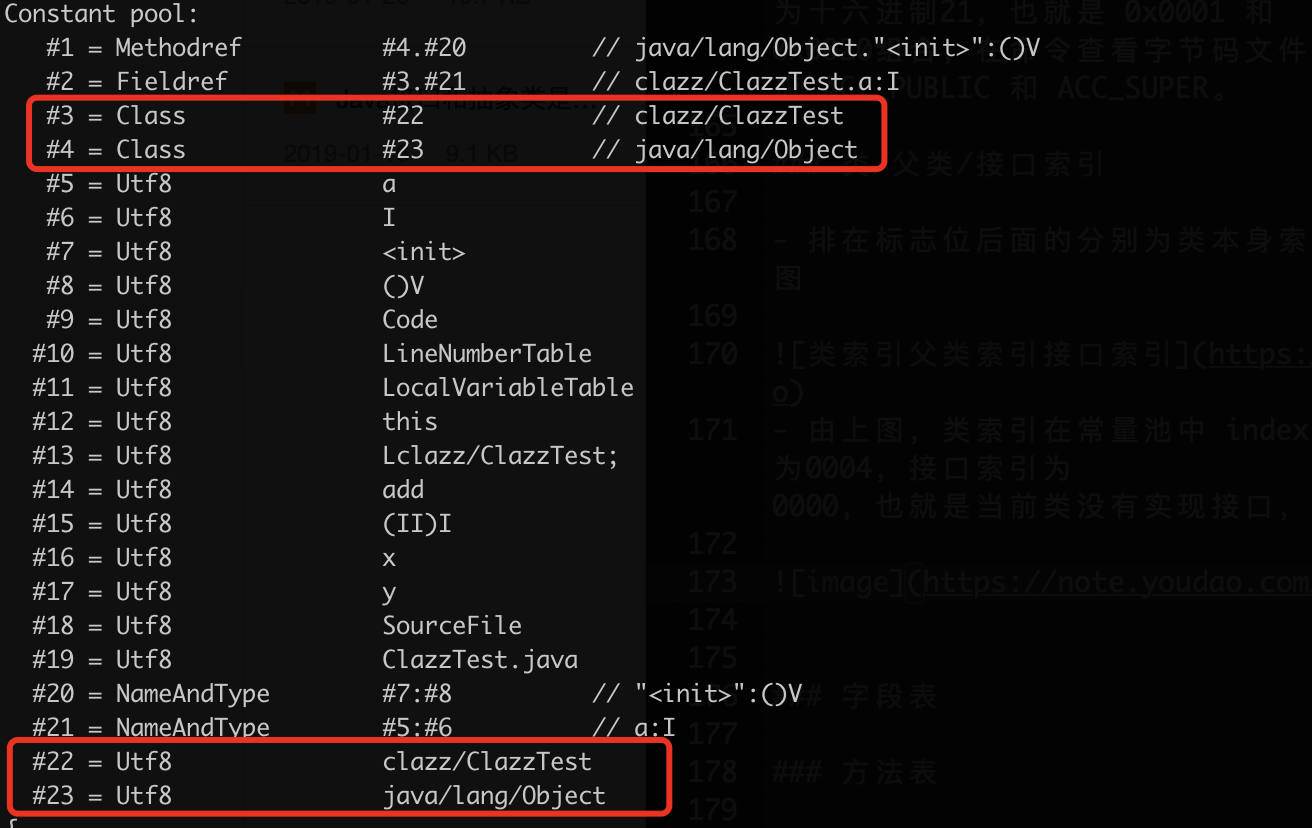 Constant pool:
#1 = Methodref #4.#20 // java/lang/Object."<init>":()V
#2 = Fieldref #3.#21 // clazz/ClazzTest.a:I
#3 = Class #22 // clazz/ClazzTest
#4 = Class #23 // java/lang/Object
#5 = Utf8 a
#6 = Utf8 I
#7 = Utf8 <init>
#8 = Utf8 ()V
#9 = Utf8 Code
#10 = Utf8 LineNumberTable
#11 = Utf8 LocalVariableTable
#12 = Utf8 this
#13 = Utf8 Lclazz/ClazzTest;
#14 = Utf8 add
#15 = Utf8 (II)I
#16 = Utf8 x
#17 = Utf8 y
#18 = Utf8 SourceFile
#19 = Utf8 ClazzTest.java
#20 = NameAndType #7:#8 // "<init>":()V
#21 = NameAndType #5:#6 // a:I
#22 = Utf8 clazz/ClazzTest
#23 = Utf8 java/lang/Object
{
为十六进制21, 也就是 0x0001 和
令查看字节码文件
PUBLIC 和 ACC_SUPER。
165
父类/接口索引
167
168 - 排在标志位后面的分别为类本身索
图
169
170 ![类索引父类索引接口索引](https:
o)
171 - 由上图, 类索引在常量池中 index
为0004, 接口索引为
0000, 也就是当前类没有实现接口,
172
173 ![image](https://note.youdao.com
174
175
### 字段表
177
178 ### 方法表
179